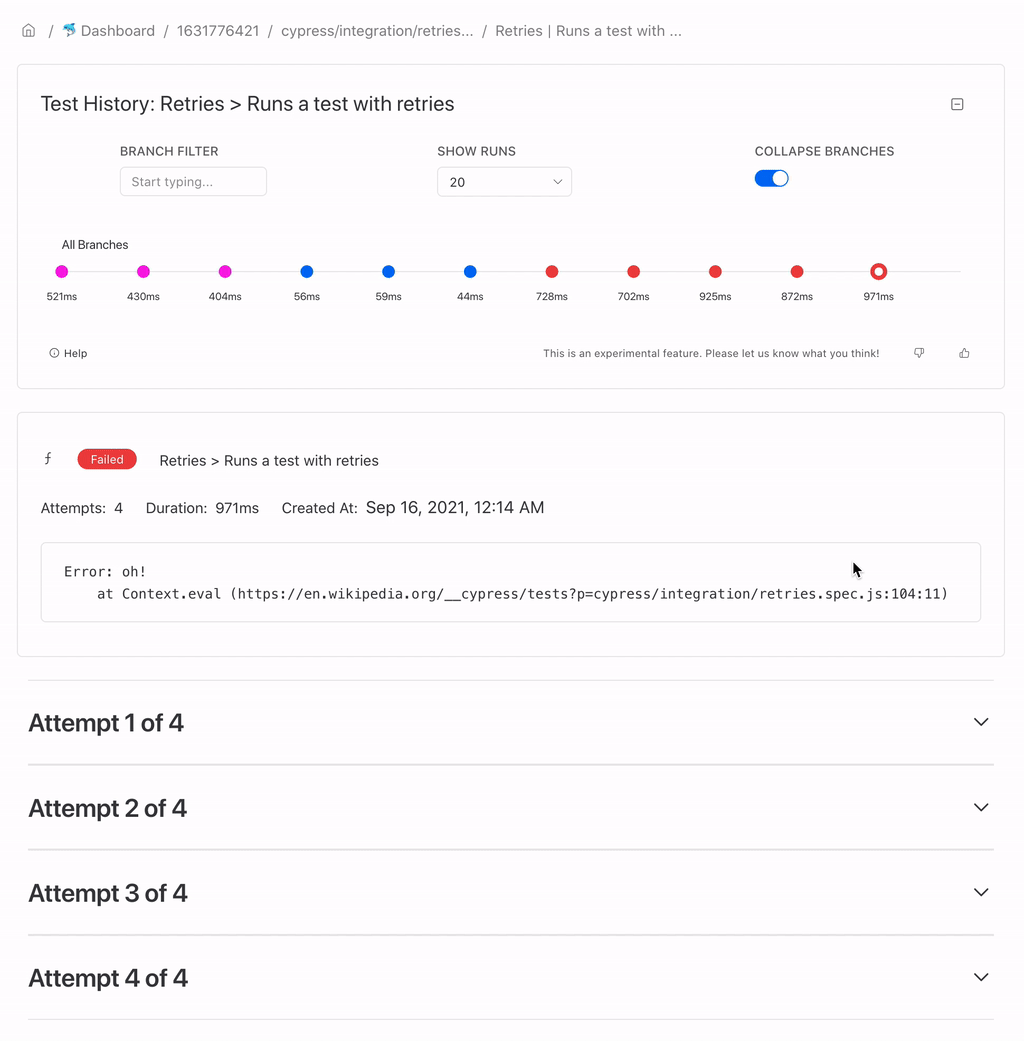 / Dashboard / 1631776421 / cypress/integration/retries... / Retries | Runs a test with ...
Test History: Retries > Runs a test with retries
BRANCH FILTER SHOW RUNS COLLAPSE BRANCHES
Start typing... 20
All Branches
521ms 430ms 404ms 56ms 59ms 44ms 728ms 702ms 925ms 872ms 971ms
Help This is an experimental feature. Please let us know what you think!
Failed Retries > Runs a test with retries
Attempts: 4 Duration: 971ms Created At: Sep 16, 2021, 12:14 AM
Error: oh!
at Context.eval (https://en.wikipedia.org/__cypress/tests?p=cypress/integration/retries.spec.js:104:11)
Attempt 1 of 4
Attempt 2 of 4
Attempt 3 of 4
Attempt 4 of 4